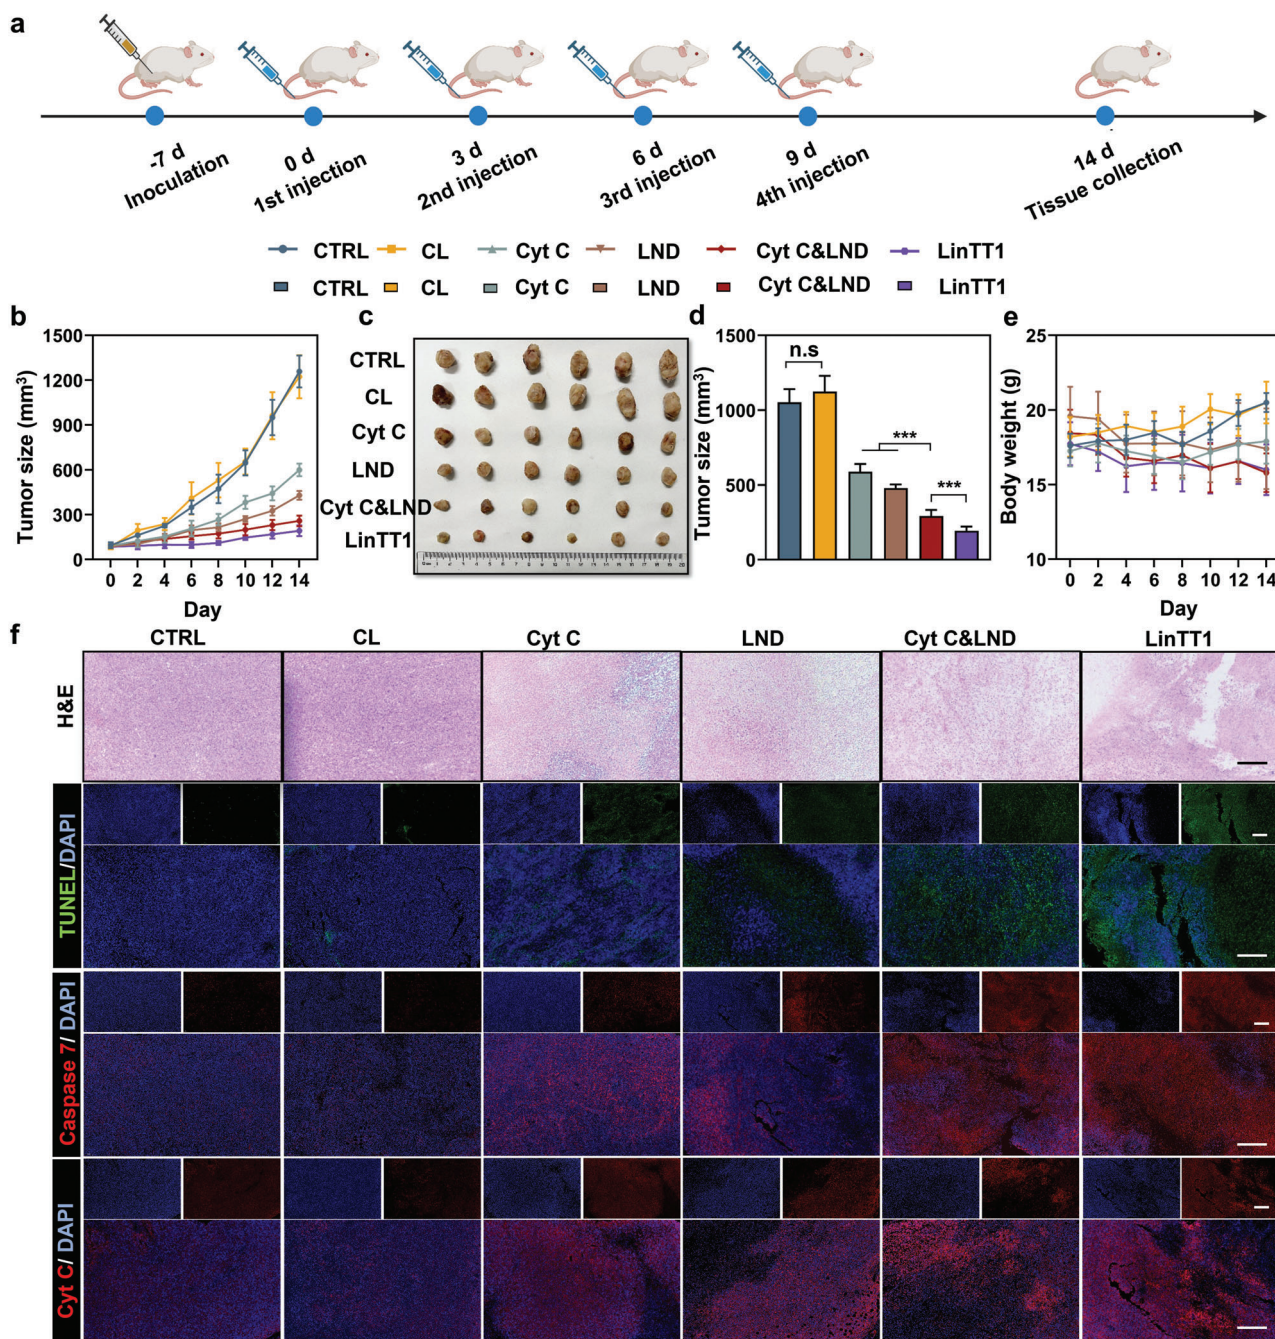 a
-7 d
Inoculation
0 d
1st injection
3 d
2nd injection
6 d
3rd injection
9 d
4th injection
14 d
Tissue collection
CTRL CL Cyt C LND Cyt C&LND LinTT1
CTRL CL Cyt C LND Cyt C&LND LinTT1
b
Tumor size (mm³)
1500
1200
900
600
300
0
0 2 4 6 8 10 12 14
Day
c
CTRL
CL
Cyt C
LND
Cyt C&LND
LinTT1
d
Tumor size (mm³)
1500
1000
500
0
n.s
***
***
e
Body weight (g)
25
20
15
10
0 2 4 6 8 10 12 14
Day
f
CTRL CL Cyt C LND Cyt C&LND LinTT1
H&E
TUNEL/DAPI
Caspase 7/ DAPI
Cyt C/ DAPI